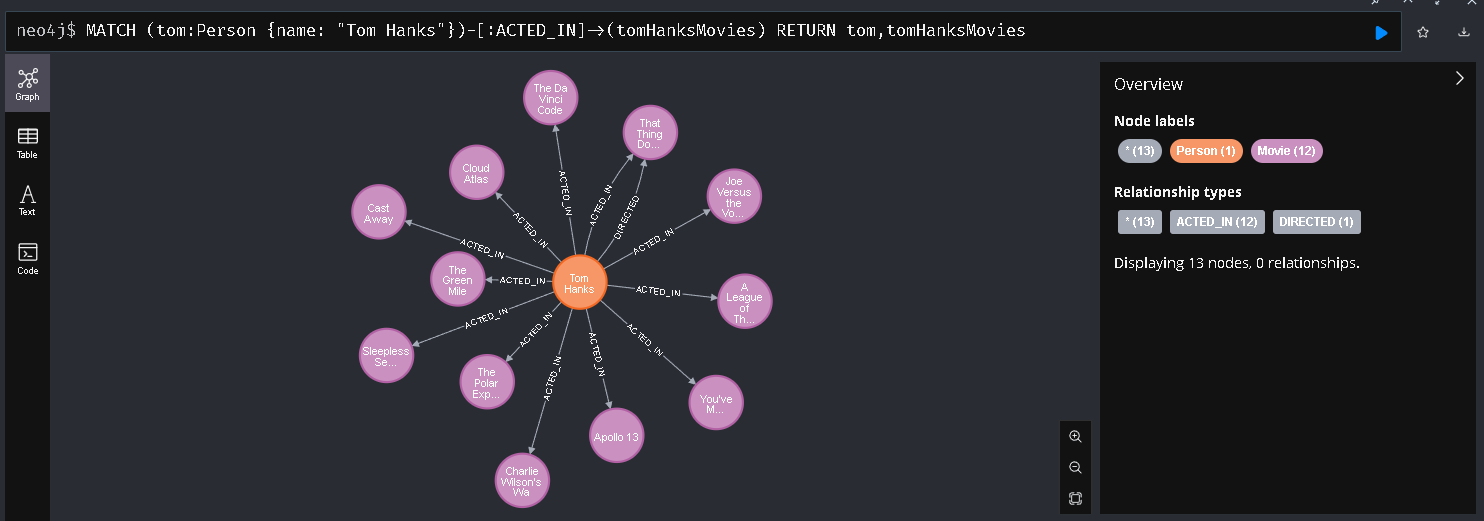 neo4j$ MATCH (tom:Person {name: "Tom Hanks"})-[:ACTED_IN]→(tomHanksMovies) RETURN tom,tomHanksMovies
Graph
Table
Text
Code
The Da
Vinci
Code
That
Thing
Do...
Cloud
Atlas
Joe
Versus
the
Vo...
Cast
Away
The
Green
Mile
Tom
Hanks
A
League
of
Th...
Sleepless
Se...
The
Polar
Exp...
You've
M...
Apollo 13
Charlie
Wilson's
Wa
ACTED_IN
ACTED_IN
DIRECTED
ACTED_IN
ACTED_IN
ACTED_IN
ACTED_IN
ACTED_IN
ACTED_IN
ACTED_IN
ACTED_IN
ACTED_IN
ACTED_IN
Overview
Node labels
* (13) Person (1) Movie (12)
Relationship types
* (13) ACTED_IN (12) DIRECTED (1)
Displaying 13 nodes, 0 relationships.